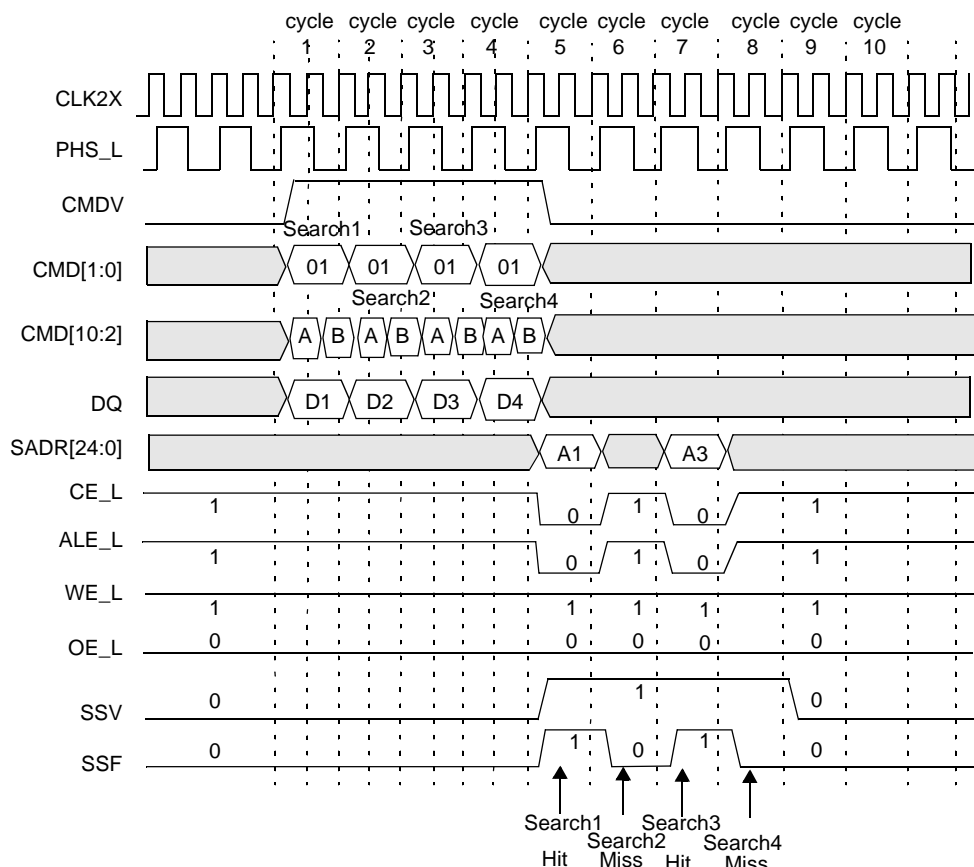 cycle cycle cycle cycle cycle cycle cycle cycle cycle cycle
1 2 3 4 5 6 7 8 9 10
CLK2X
PHS_L
CMDV
Search1 Search3
CMD[1:0] 01 01 01 01
Search2 Search4
CMD[10:2] A B A B A B A B
DQ D1 D2 D3 D4
SADR[24:0] A1 A3
CE_L 1 0 1 0 1
ALE_L 1 0 1 0 1
WE_L 1 1 1 1 1
OE_L 0 0 0 0 0
SSV 0 1 0
SSF 0 1 0 1 0
Search1 Search2 Search3 Search4
Hit Miss Hit Miss